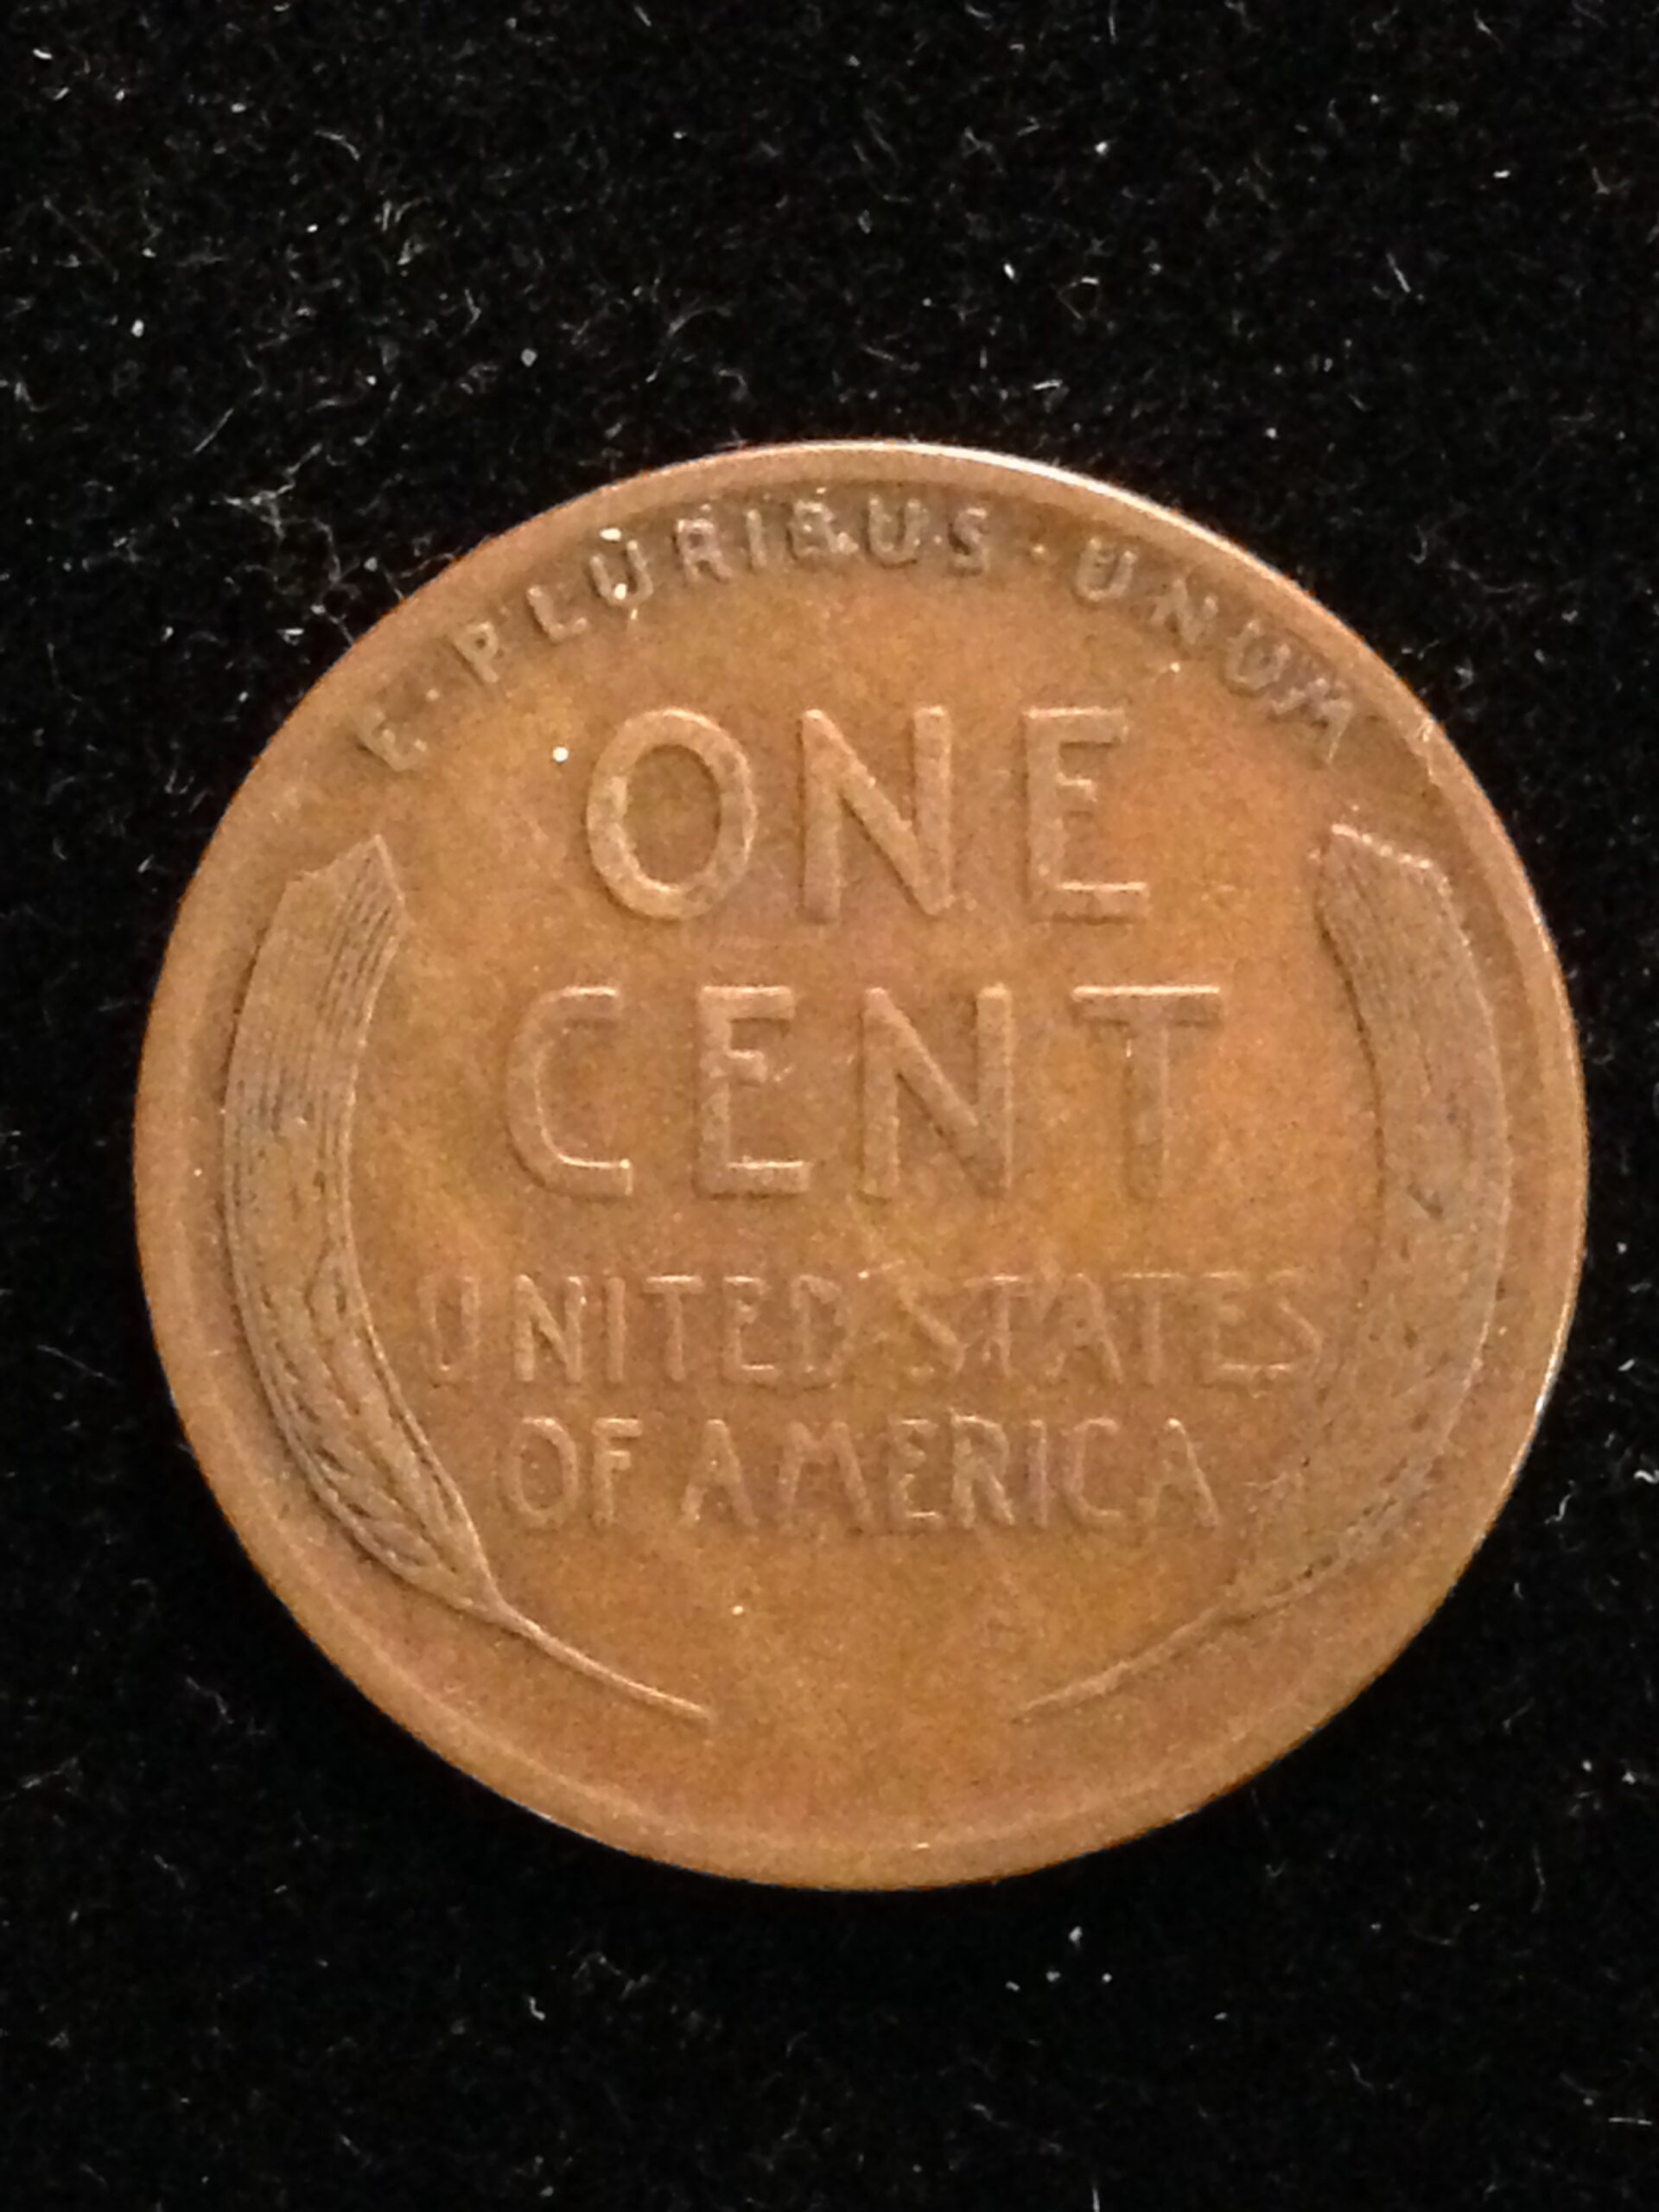 E·PLURIBUS·UNUM
ONE
CENT
UNITED STATES
OF AMERICA